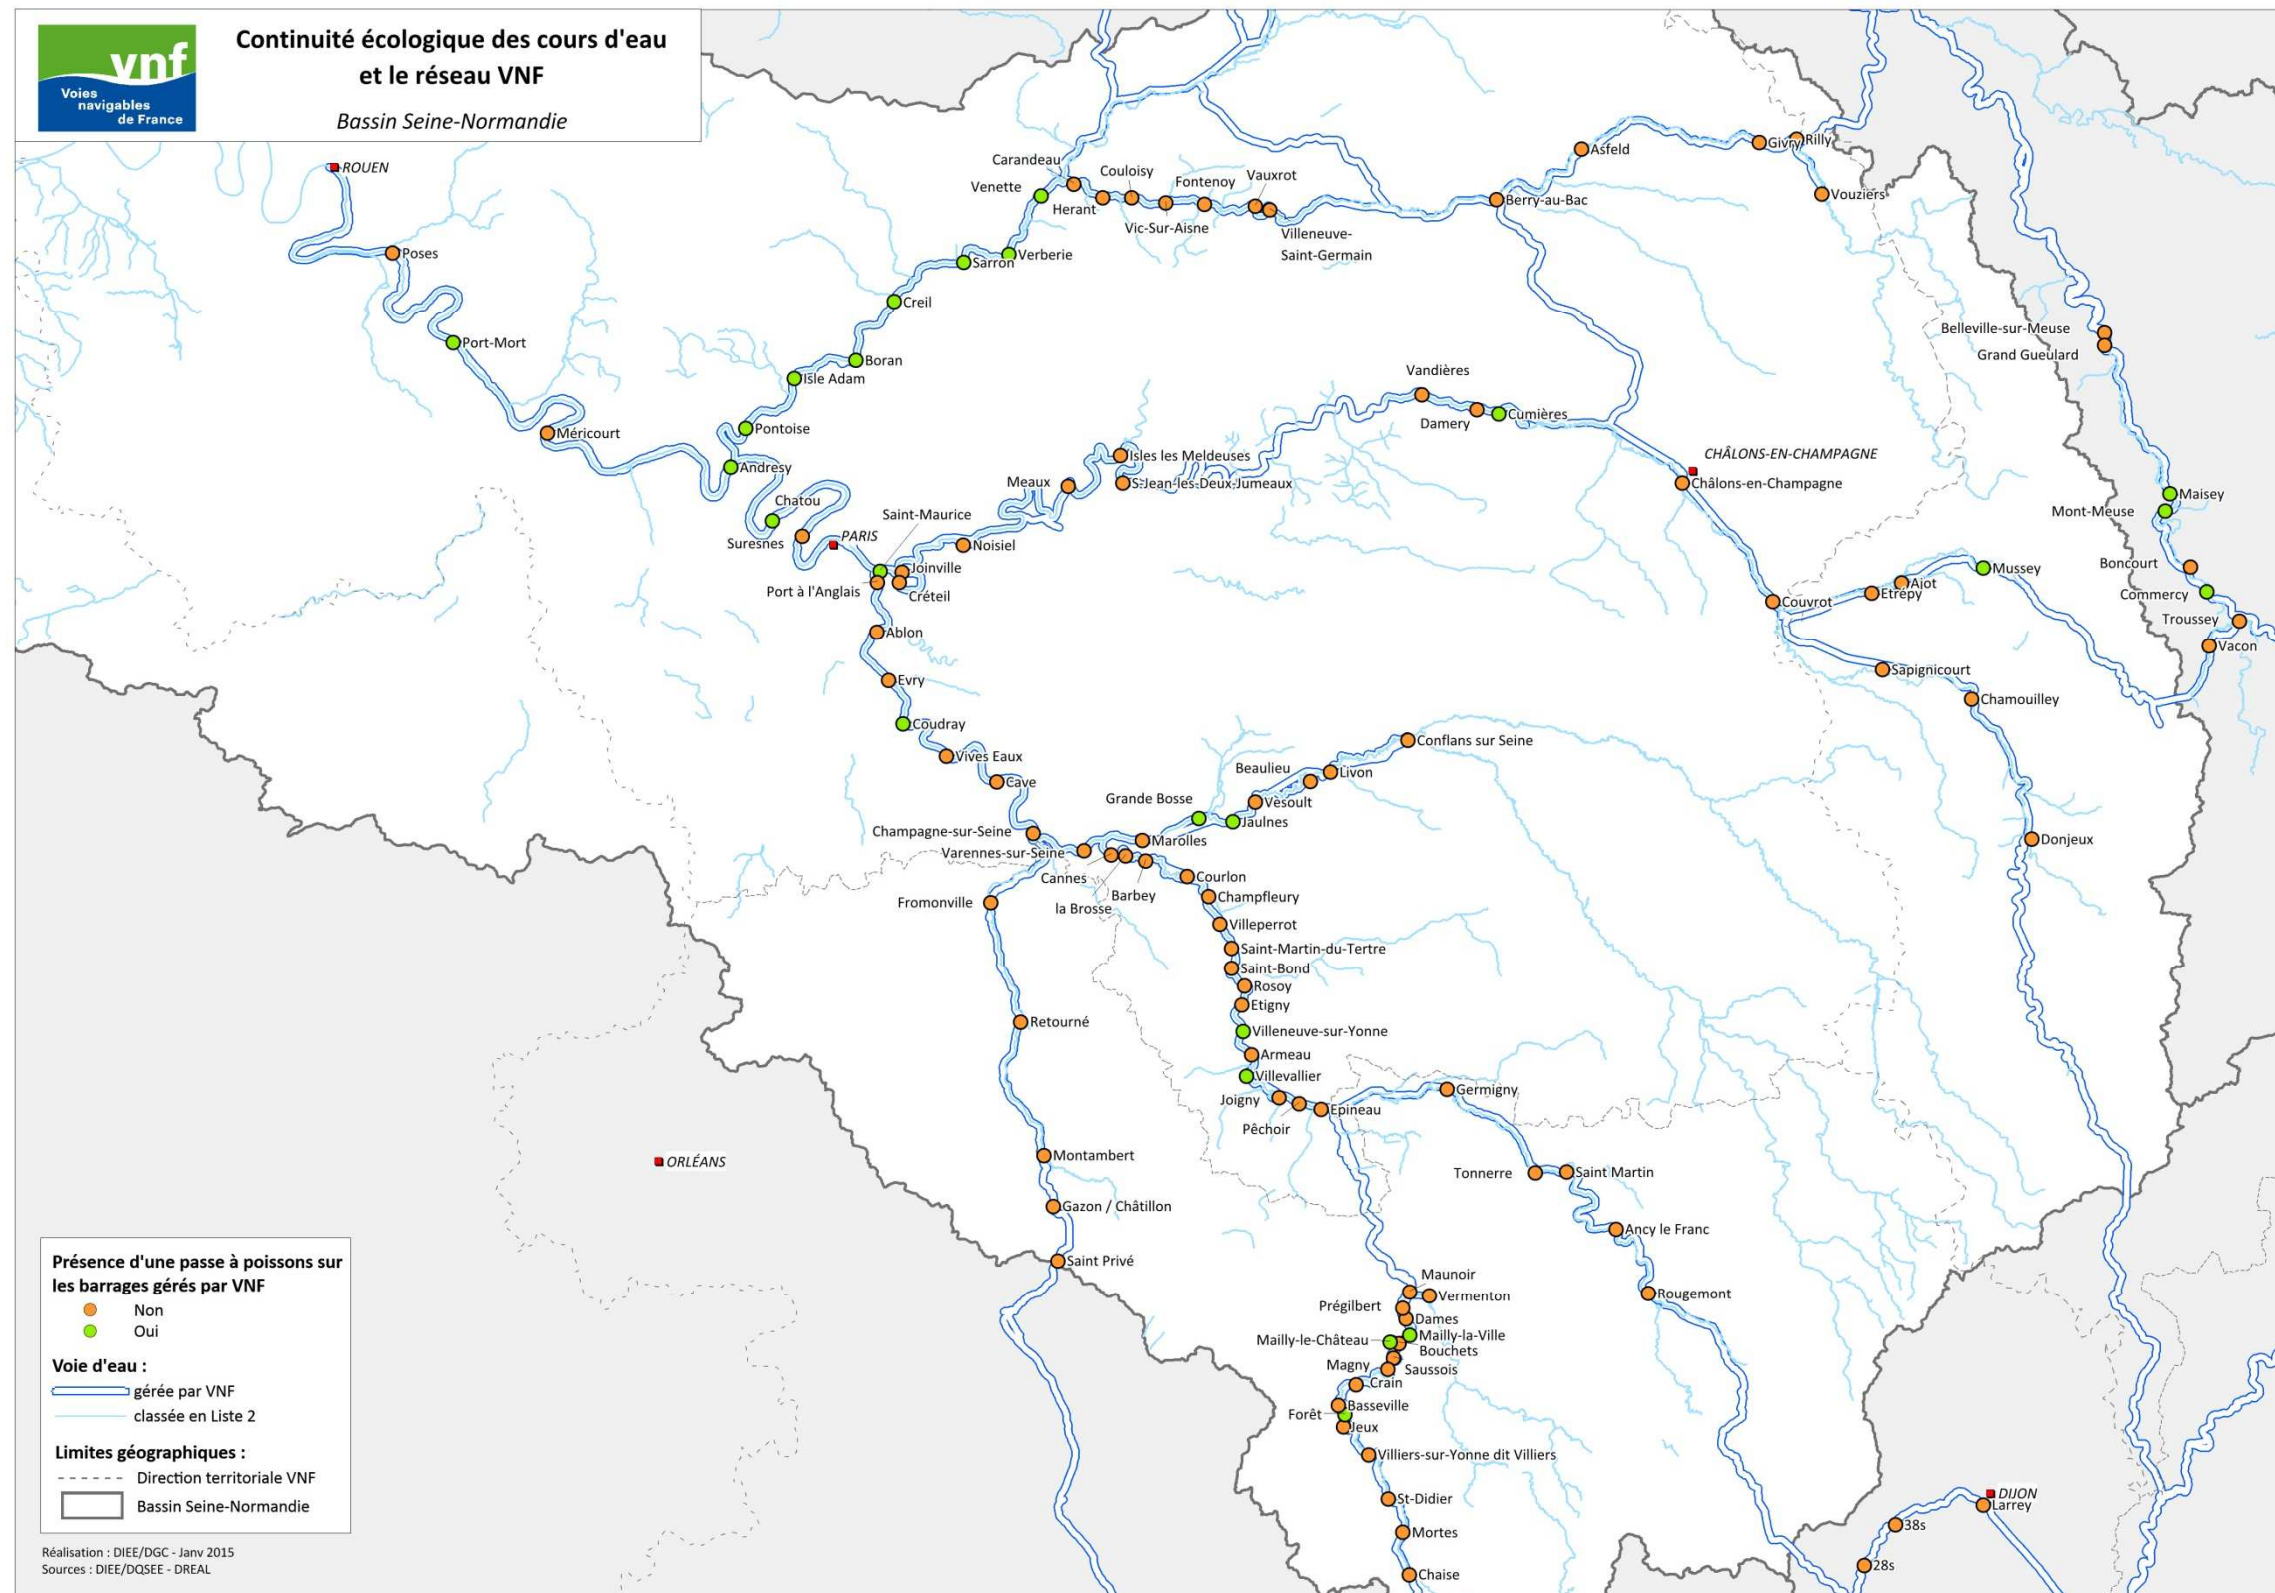 vnf
Voies
navigables
de France
Continuité écologique des cours d'eau
et le réseau VNF
Bassin Seine-Normandie
ROUEN
Poses
Port-Mort
Méricourt
Carandeau
Venette
Herant
Couloisy
Vic-Sur-Aisne
Fontenoy
Vauxrot
Villeneuve-
Saint-Germain
Berry-au-Bac
Asfeld
Givry
Rilly
Vouziers
Sarron
Verberie
Creil
Boran
Isle Adam
Pontoise
Andresy
Chatou
Suresnes
PARIS
Saint-Maurice
Joinville
Port à l'Anglais
Créteil
Noisiel
Meaux
Isles les Meldeuses
S-Jean-les-Deux-Jumeaux
Vandières
Damery
Cumières
CHÂLONS-EN-CHAMPAGNE
Châlons-en-Champagne
Belleville-sur-Meuse
Grand Gueulard
Maisey
Mont-Meuse
Boncourt
Commercy
Troussey
Vacon
Mussey
Ajot
Etrepy
Couvrot
Sapignicourt
Chamouilley
Donjeux
Ablon
Evry
Coudray
Vives Eaux
Cave
Champagne-sur-Seine
Varennes-sur-Seine
Cannes
la Brosse
Barbey
Marolles
Grande Bosse
Jaulnes
Vesoult
Beaulieu
Livon
Conflans sur Seine
Courlon
Champfleury
Villeperrot
Saint-Martin-du-Tertre
Saint-Bond
Rosoy
Etigny
Villeneuve-sur-Yonne
Armeau
Villevallier
Joigny
Pêchoir
Epineau
Germigny
Tonnerre
Saint Martin
Ancy le Franc
Rougemont
Fromonville
Retourné
Montambert
Gazon / Châtillon
Saint Privé
ORLÉANS
Maunoir
Vermenton
Prégilbert
Dames
Mailly-la-Ville
Mailly-le-Château
Bouchets
Magny
Saussois
Crain
Basseville
Forêt
Jeux
Villiers-sur-Yonne dit Villiers
St-Didier
Mortes
Chaise
DIJON
Larrey
38s
28s
Présence d'une passe à poissons sur
les barrages gérés par VNF
Non
Oui
Voie d'eau :
gérée par VNF
classée en Liste 2
Limites géographiques :
Direction territoriale VNF
Bassin Seine-Normandie
Réalisation : DIEE/DGC - Janv 2015
Sources : DIEE/DQSEE - DREAL